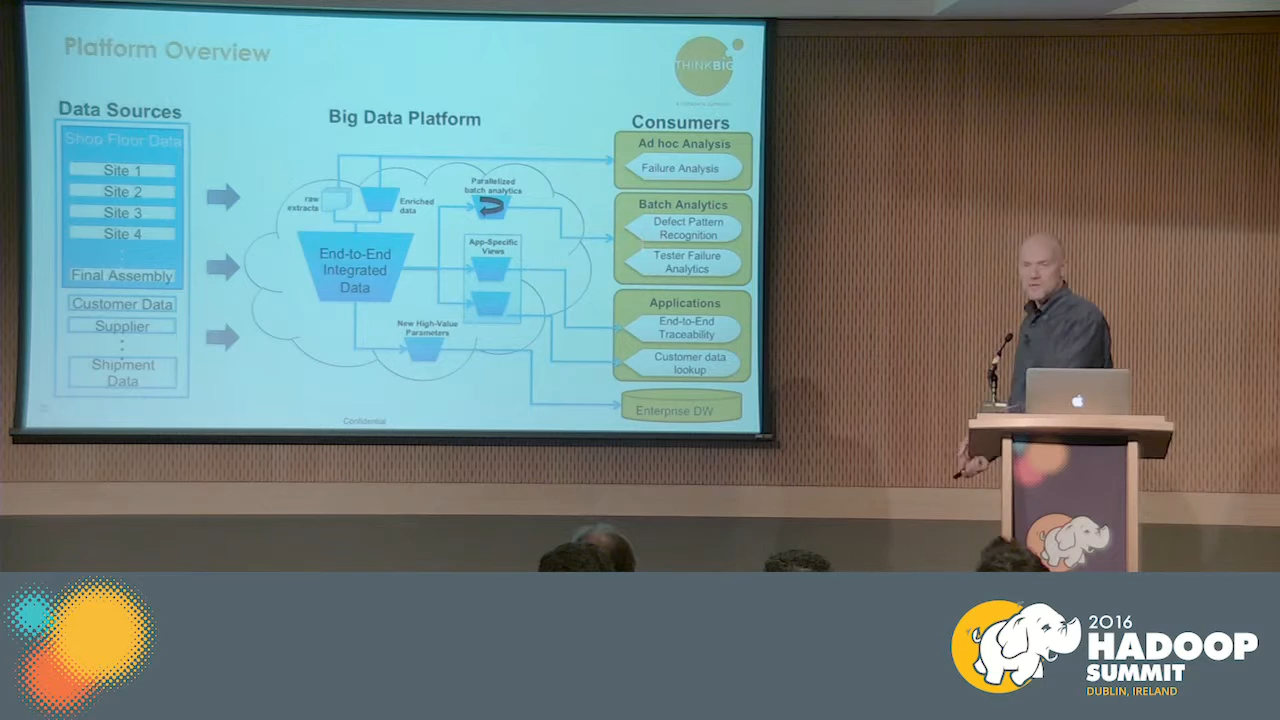 Platform Overview
THINKBIG
Data Sources
Shop Floor Data
Site 1
Site 2
Site 3
Site 4
Final Assembly
Customer Data
Supplier
Shipment
Data
Big Data Platform
raw
extracts
Enriched
data
Parallelized
batch analytics
End-to-End
Integrated
Data
App-Specific
Views
New High-Value
Parameters
Consumers
Ad hoc Analysis
Failure Analysis
Batch Analytics
Defect Pattern
Recognition
Tester Failure
Analytics
Applications
End-to-End
Traceability
Customer data
lookup
Enterprise DW
Confidential
2016
HADOOP
SUMMIT
DUBLIN, IRELAND